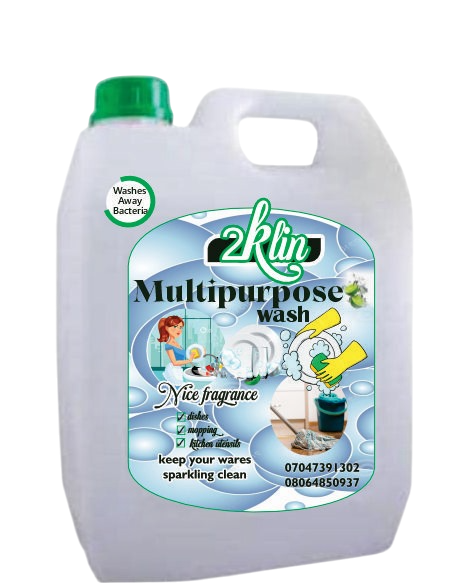 Washes
Away
Bacteria
2klin
Multipurpose
wash
Nice fragrance
dishes
mopping
kitchen utensils
keep your wares
sparkling clean
07047391302
08064850937